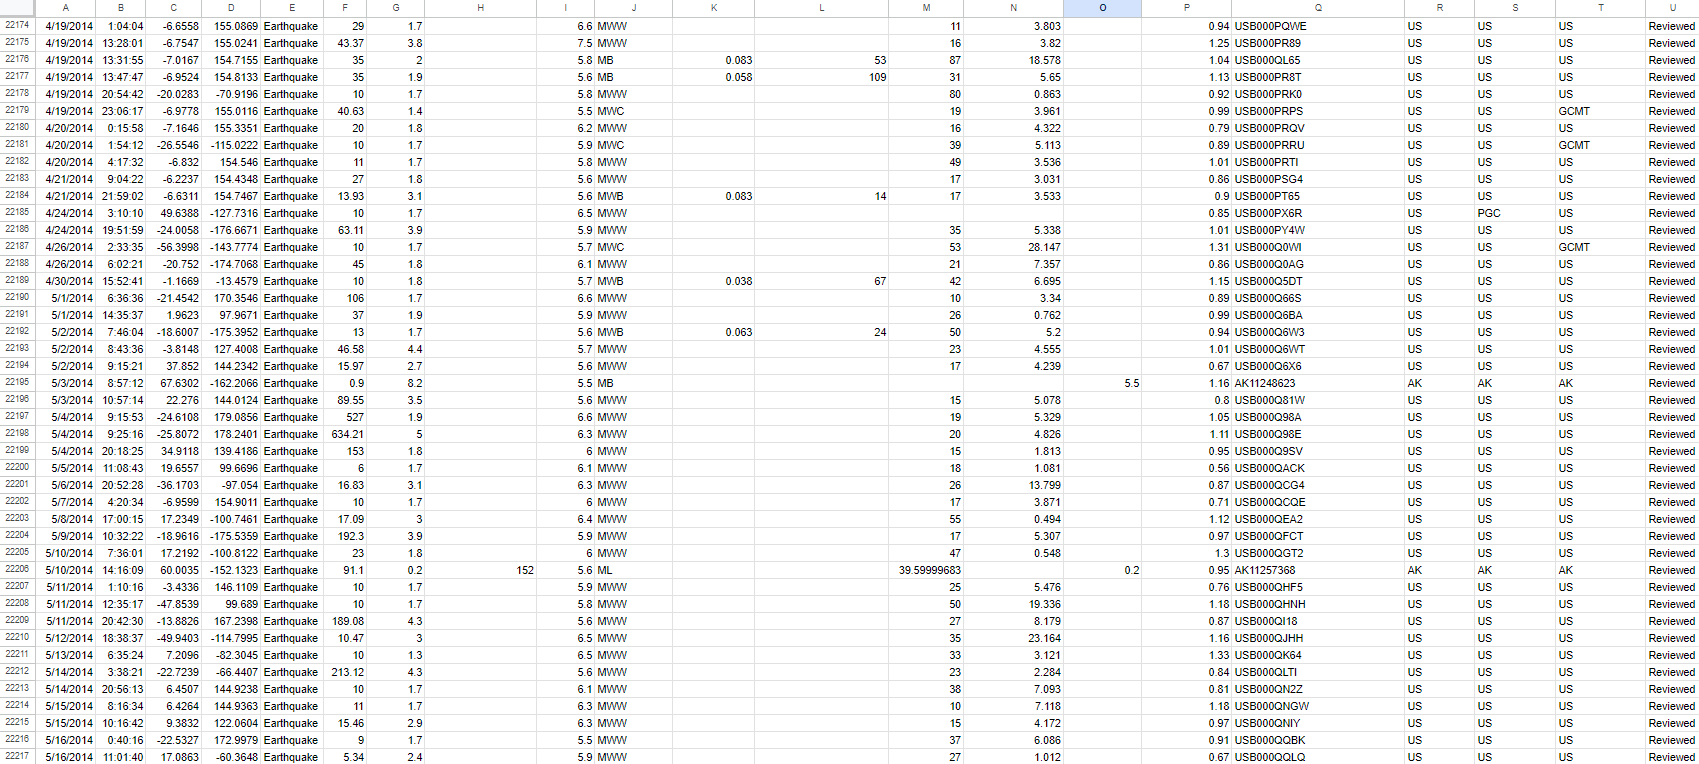 A B C D E F G H I J K L M N O P Q R S T U
22174 4/19/2014 1:04:04 -6.6558 155.0869 Earthquake 29 1.7 6.6 MWW 11 3.803 0.94 USB000PQWE US US US Reviewed
22175 4/19/2014 13:28:01 -6.7547 155.0241 Earthquake 43.37 3.8 7.5 MWW 16 3.82 1.25 USB000PR89 US US US Reviewed
22176 4/19/2014 13:31:55 -7.0167 154.7155 Earthquake 35 2 5.8 MB 0.083 53 87 18.578 1.04 USB000QL65 US US US Reviewed
22177 4/19/2014 13:47:47 -6.9524 154.8133 Earthquake 35 1.9 5.6 MB 0.058 109 31 5.65 1.13 USB000PR8T US US US Reviewed
22178 4/19/2014 20:54:42 -20.0283 -70.9196 Earthquake 10 1.7 5.8 MWW 80 0.863 0.92 USB000PRK0 US US US Reviewed
22179 4/19/2014 23:06:17 -6.9778 155.0116 Earthquake 40.63 1.4 5.5 MWC 19 3.961 0.99 USB000PRPS US US GCMT Reviewed
22180 4/20/2014 0:15:58 -7.1646 155.3351 Earthquake 20 1.8 6.2 MWW 16 4.322 0.79 USB000PRQV US US US Reviewed
22181 4/20/2014 1:54:12 -26.5546 -115.0222 Earthquake 10 1.7 5.9 MWC 39 5.113 0.89 USB000PRRU US US GCMT Reviewed
22182 4/20/2014 4:17:32 -6.832 154.546 Earthquake 11 1.7 5.8 MWW 49 3.536 1.01 USB000PRTI US US US Reviewed
22183 4/21/2014 9:04:22 -6.2237 154.4348 Earthquake 27 1.8 5.6 MWW 17 3.031 0.86 USB000PSG4 US US US Reviewed
22184 4/21/2014 21:59:02 -6.6311 154.7467 Earthquake 13.93 3.1 5.6 MWB 0.083 14 17 3.533 0.9 USB000PT65 US US US Reviewed
22185 4/24/2014 3:10:10 49.6388 -127.7316 Earthquake 10 1.7 6.5 MWW 0.85 USB000PX6R US PGC US Reviewed
22186 4/24/2014 19:51:59 -24.0058 -176.6671 Earthquake 63.11 3.9 5.9 MWW 35 5.338 1.01 USB000PY4W US US US Reviewed
22187 4/26/2014 2:33:35 -56.3998 -143.7774 Earthquake 10 1.7 5.7 MWC 53 28.147 1.31 USB000Q0WI US US GCMT Reviewed
22188 4/26/2014 6:02:21 -20.752 -174.7068 Earthquake 45 1.8 6.1 MWW 21 7.357 0.86 USB000Q0AG US US US Reviewed
22189 4/30/2014 15:52:41 -1.1669 -13.4579 Earthquake 10 1.8 5.7 MWB 0.038 67 42 6.695 1.15 USB000Q5DT US US US Reviewed
22190 5/1/2014 6:36:36 -21.4542 170.3546 Earthquake 106 1.7 6.6 MWW 10 3.34 0.89 USB000Q66S US US US Reviewed
22191 5/1/2014 14:35:37 1.9623 97.9671 Earthquake 37 1.9 5.9 MWW 26 0.762 0.99 USB000Q6BA US US US Reviewed
22192 5/2/2014 7:46:04 -18.6007 -175.3952 Earthquake 13 1.7 5.6 MWB 0.063 24 50 5.2 0.94 USB000Q6W3 US US US Reviewed
22193 5/2/2014 8:43:36 -3.8148 127.4008 Earthquake 46.58 4.4 5.7 MWW 23 4.555 1.01 USB000Q6WT US US US Reviewed
22194 5/2/2014 9:15:21 37.852 144.2342 Earthquake 15.97 2.7 5.6 MWW 17 4.239 0.67 USB000Q6X6 US US US Reviewed
22195 5/3/2014 8:57:12 67.6302 -162.2066 Earthquake 0.9 8.2 5.5 MB 5.5 1.16 AK11248623 AK AK AK Reviewed
22196 5/3/2014 10:57:14 22.276 144.0124 Earthquake 89.55 3.5 5.6 MWW 15 5.078 0.8 USB000Q81W US US US Reviewed
22197 5/4/2014 9:15:53 -24.6108 179.0856 Earthquake 527 1.9 6.6 MWW 19 5.329 1.05 USB000Q98A US US US Reviewed
22198 5/4/2014 9:25:16 -25.8072 178.2401 Earthquake 634.21 5 6.3 MWW 20 4.826 1.11 USB000Q98E US US US Reviewed
22199 5/4/2014 20:18:25 34.9118 139.4186 Earthquake 153 1.8 6 MWW 15 1.813 0.95 USB000Q9SV US US US Reviewed
22200 5/5/2014 11:08:43 19.6557 99.6696 Earthquake 6 1.7 6.1 MWW 18 1.081 0.56 USB000QACK US US US Reviewed
22201 5/6/2014 20:52:28 -36.1703 -97.054 Earthquake 16.83 3.1 6.3 MWW 26 13.799 0.87 USB000QCG4 US US US Reviewed
22202 5/7/2014 4:20:34 -6.9599 154.9011 Earthquake 10 1.7 6 MWW 17 3.871 0.71 USB000QCQE US US US Reviewed
22203 5/8/2014 17:00:15 17.2349 -100.7461 Earthquake 17.09 3 6.4 MWW 55 0.494 1.12 USB000QEA2 US US US Reviewed
22204 5/9/2014 10:32:22 -18.9616 -175.5359 Earthquake 192.3 3.9 5.9 MWW 17 5.307 0.97 USB000QFCT US US US Reviewed
22205 5/10/2014 7:36:01 17.2192 -100.8122 Earthquake 23 1.8 6 MWW 47 0.548 1.3 USB000QGT2 US US US Reviewed
22206 5/10/2014 14:16:09 60.0035 -152.1323 Earthquake 91.1 0.2 152 5.6 ML 39.59999683 0.2 0.95 AK11257368 AK AK AK Reviewed
22207 5/11/2014 1:10:16 -3.4336 146.1109 Earthquake 10 1.7 5.9 MWW 25 5.476 0.76 USB000QHF5 US US US Reviewed
22208 5/11/2014 12:35:17 -47.8539 99.689 Earthquake 10 1.7 5.8 MWW 50 19.336 1.18 USB000QHNH US US US Reviewed
22209 5/11/2014 20:42:30 -13.8826 167.2398 Earthquake 189.08 4.3 5.6 MWW 27 8.179 0.87 USB000QI18 US US US Reviewed
22210 5/12/2014 18:38:37 -49.9403 -114.7995 Earthquake 10.47 3 6.5 MWW 35 23.164 1.16 USB000QJHH US US US Reviewed
22211 5/13/2014 6:35:24 7.2096 -82.3045 Earthquake 10 1.3 6.5 MWW 33 3.121 1.33 USB000QK64 US US US Reviewed
22212 5/14/2014 3:38:21 -22.7239 -66.4407 Earthquake 213.12 4.3 5.6 MWW 23 2.284 0.84 USB000QLTI US US US Reviewed
22213 5/14/2014 20:56:13 6.4507 144.9238 Earthquake 10 1.7 6.1 MWW 38 7.093 0.81 USB000QN2Z US US US Reviewed
22214 5/15/2014 8:16:34 6.4264 144.9363 Earthquake 11 1.7 6.3 MWW 10 7.118 1.18 USB000QNGW US US US Reviewed
22215 5/15/2014 10:16:42 9.3832 122.0604 Earthquake 15.46 2.9 6.3 MWW 15 4.172 0.97 USB000QNIY US US US Reviewed
22216 5/16/2014 0:40:16 -22.5327 172.9979 Earthquake 9 1.7 5.5 MWW 37 6.086 0.91 USB000QQBK US US US Reviewed
22217 5/16/2014 11:01:40 17.0863 -60.3648 Earthquake 5.34 2.4 5.9 MWW 27 1.012 0.67 USB000QQLQ US US US Reviewed